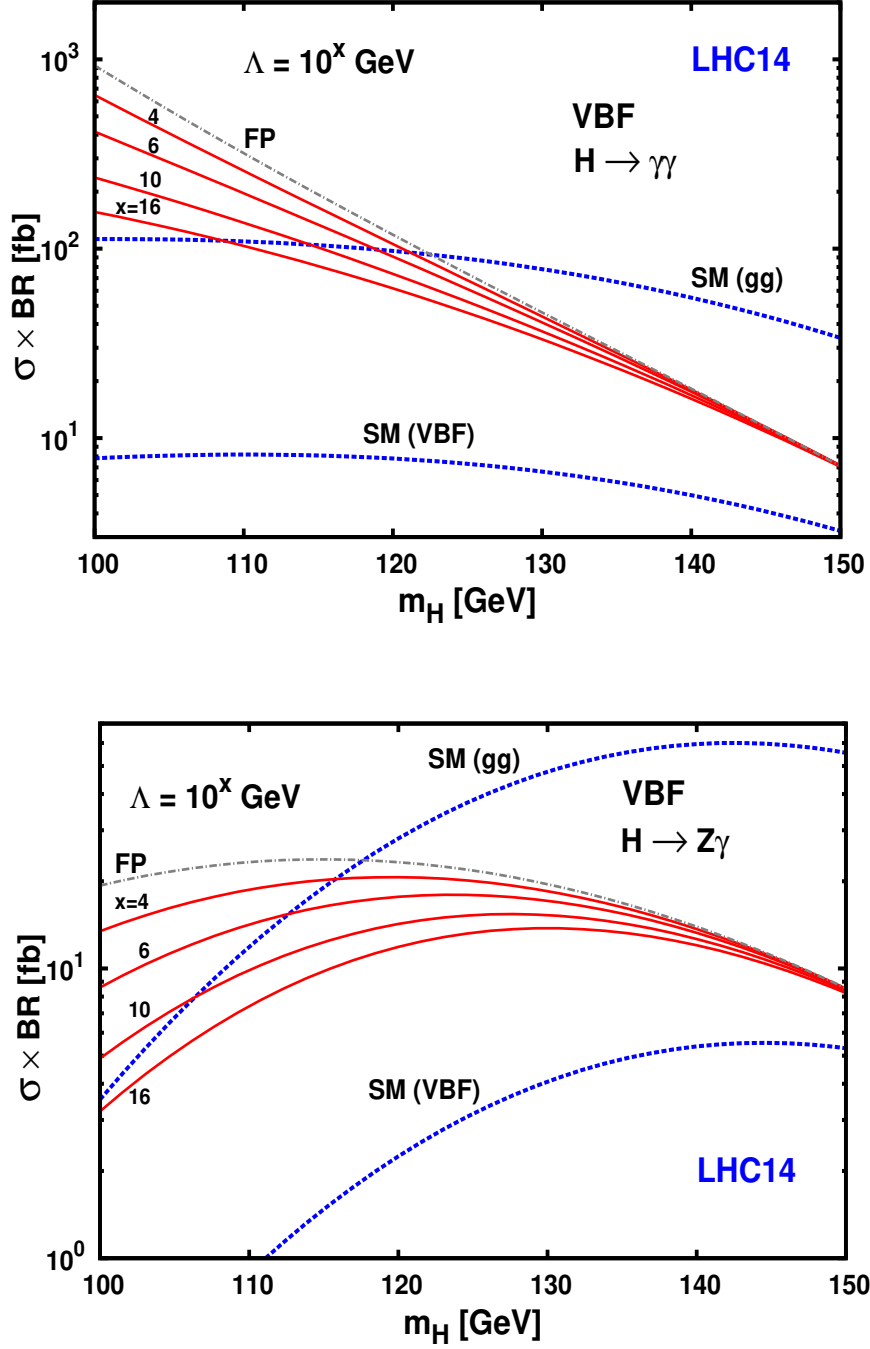 10³
Λ = 10ˣ GeV
LHC14
4
FP
VBF
6
H → γγ
10
x=16
10²
SM (gg)
σ × BR [fb]
SM (VBF)
10¹
100 110 120 130 140 150
m_H [GeV]
SM (gg)
Λ = 10ˣ GeV
VBF
H → Zγ
FP
x=4
6
10¹
10
16
σ × BR [fb]
SM (VBF)
LHC14
10⁰
100 110 120 130 140 150
m_H [GeV]